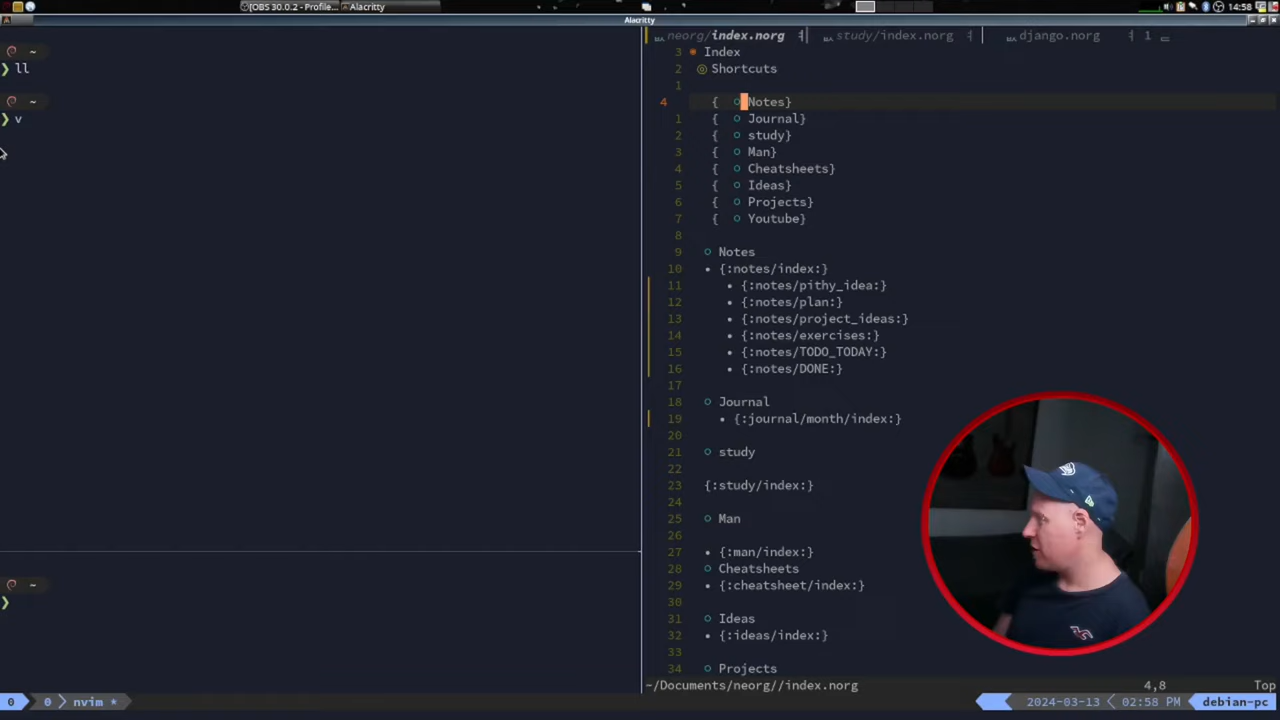 [OBS 30.0.2 - Profile...
Alacritty
14:58
Alacritty
~
❯ ll
~
❯ v
~
❯
neorg/index.norg
study/index.norg
django.norg
1
3 Index
2 Shortcuts
1
4 { Notes}
1 { Journal}
2 { study}
3 { Man}
4 { Cheatsheets}
5 { Ideas}
6 { Projects}
7 { Youtube}
8
9 Notes
10 • {:notes/index:}
11 • {:notes/pithy_idea:}
12 • {:notes/plan:}
13 • {:notes/project_ideas:}
14 • {:notes/exercises:}
15 • {:notes/TODO_TODAY:}
16 • {:notes/DONE:}
17
18 Journal
19 • {:journal/month/index:}
20
21 study
22
23 {:study/index:}
24
25 Man
26
27 • {:man/index:}
28 Cheatsheets
29 • {:cheatsheet/index:}
30
31 Ideas
32 • {:ideas/index:}
33
34 Projects
~/Documents/neorg//index.norg 4,8 Top
0 0 nvim * 2024-03-13 02:58 PM debian-pc